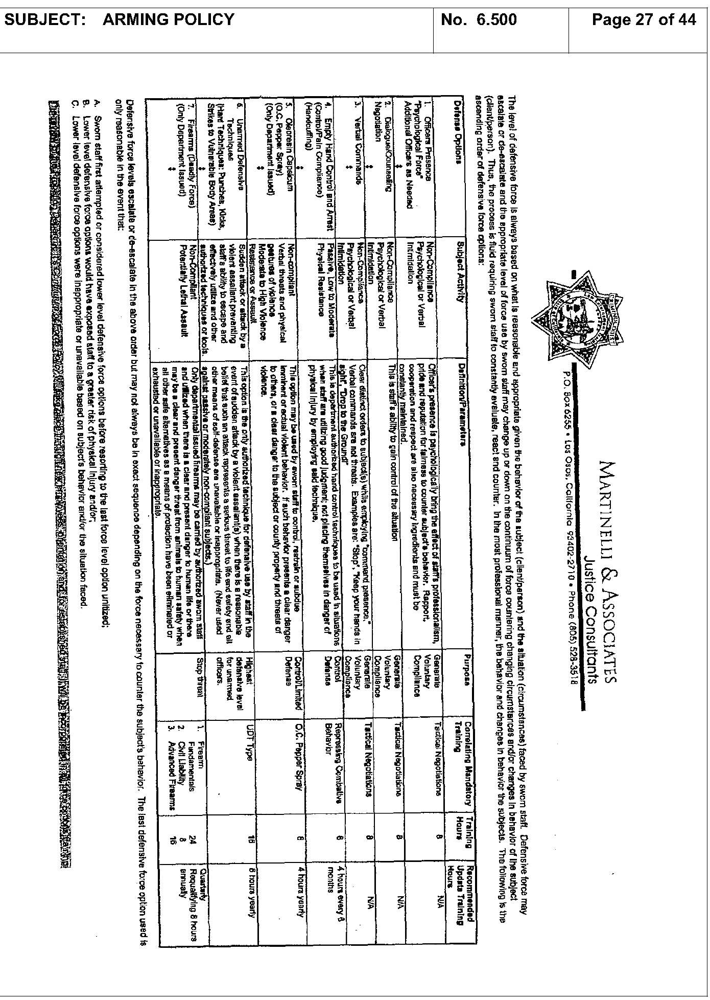 SUBJECT: ARMING POLICY
No. 6.500
Page 27 of 44
MARTINELLI & ASSOCIATES
Justice Consultants
P.O. Box 6255 • Los Osos, California 93402-2710 • Phone (805) 528-3518
CRIMINOLOGIST
The level of defensive force is always based on what is reasonable and appropriate given the behavior of the subject (client/person) and the situation (circumstances) faced by sworn staff. Defensive force may
escalate or de-escalate and the appropriate level of force use by sworn staff may change up or down on the continuum of force countering changing circumstances and/or changes in behavior of the subject
(client/person). Thus, the process is fluid requiring sworn staff to constantly evaluate, react and counter. In the most professional manner, the behavior and changes in behavior the subjects. The following is the
ascending order of defensive force options:
Defense Options
Subject Activity
Definition/Parameters
Purpose
Correlating Mandatory
Training
Training
Hours
Recommended
Update Training
Hours
1. Officers Presence
"Psychological Force"
Additional Officers as Needed
Non-Compliance
Psychological or Verbal
Intimidation
Officer's presence is psychologically bring the effect of staff's professionalism,
pride and reputation for fairness to counter subject's behavior. Rapport,
cooperation and respect are also necessary ingredients and must be
constantly maintained.
Generate
Voluntary
Compliance
Tactical Negotiations
8
N/A
2. Dialogue/Counseling
Negotiation
Non-Compliance
Psychological or Verbal
Intimidation
This is staff's ability to gain control of the situation
Generate
Voluntary
Compliance
Tactical Negotiations
8
N/A
3. Verbal Commands
Non-Compliance
Psychological or Verbal
Intimidation
Clear distinct orders to subject(s) while employing "command presence."
Verbal commands are not threats. Examples are: "Stop", "Keep your hands in
sight", "Drop to the Ground!"
Generate
Voluntary
Compliance
Tactical Negotiations
8
N/A
4. Empty Hand Control and Arrest
(Control/Pain Compliance)
(Handcuffing)
Passive, Low to Moderate
Physical Resistance
This is department authorized hand control techniques to be used in situations
when staff are utilizing good judgment; not placing themselves in danger of
physical injury by employing said technique.
Control
Defense
Repressing Combative
Behavior
8
4 hours every 6
months
5. Oleoresin Capsicum
(O.C. Pepper Spray)
(Only Department Issued)
Non-compliant
Verbal threats and physical
gestures of violence
Moderate to High Violence
Resistance or Assault
This option may be used by sworn staff to control, restrain or subdue
imminent or actual violent behavior. If such behavior presents a clear danger
to others, or a clear danger to the subject or county property and threats of
violence.
Control/Limited
Defense
O.C. Pepper Spray
8
4 hours yearly
6. Unarmed Defensive
Techniques
(Hard Techniques: Punches, Kicks,
Strikes to Vulnerable Body Areas)
Sudden attack or attack by a
violent assailant preventing
staff's ability to escape and
effectively utilize and other
authorized techniques or tools.
This option is the only authorized technique for defensive use by staff in the
event of sudden attack by a violent assailant(s) when there is a reasonable
belief that such an attack represents a serious threat to life and safety and all
other means of self-defense are unavailable or inappropriate. (Never used
against passive or moderately non-compliant subjects.)
Highest
defensive level
for unarmed
officers.
UDT Type
16
8 hours yearly
7. Firearms (Deadly Force)
(Only Department Issued)
Non-Compliant
Potentially Lethal Assault
Only departmental issued firearms may be carried by authorized sworn staff
and utilized when there is a clear and present danger to human life or there
may be a clear and present danger threat from animals to human safety when
all other safe alternatives as a means of protection have been eliminated or
exhausted or unavailable or inappropriate.
Stop threat
1. Firearm
Fundamentals
2. Civil Liability
3. Advanced Firearms
24
8
16
Quarterly
Requalifying 8 hours
annually
Defensive force levels escalate or de-escalate in the above order but may not always be in exact sequence depending on the force necessary to counter the subject's behavior. The last defensive force option used is
only reasonable in the event that:
A. Sworn staff first attempted or considered lower level defensive force options before resorting to the last force level option unitized;
B. Lower level defensive force options would have exposed staff to a greater risk of physical injury and/or;
C. Lower level defensive force options were inappropriate or unavailable based on subject's behavior and/or the situation faced.